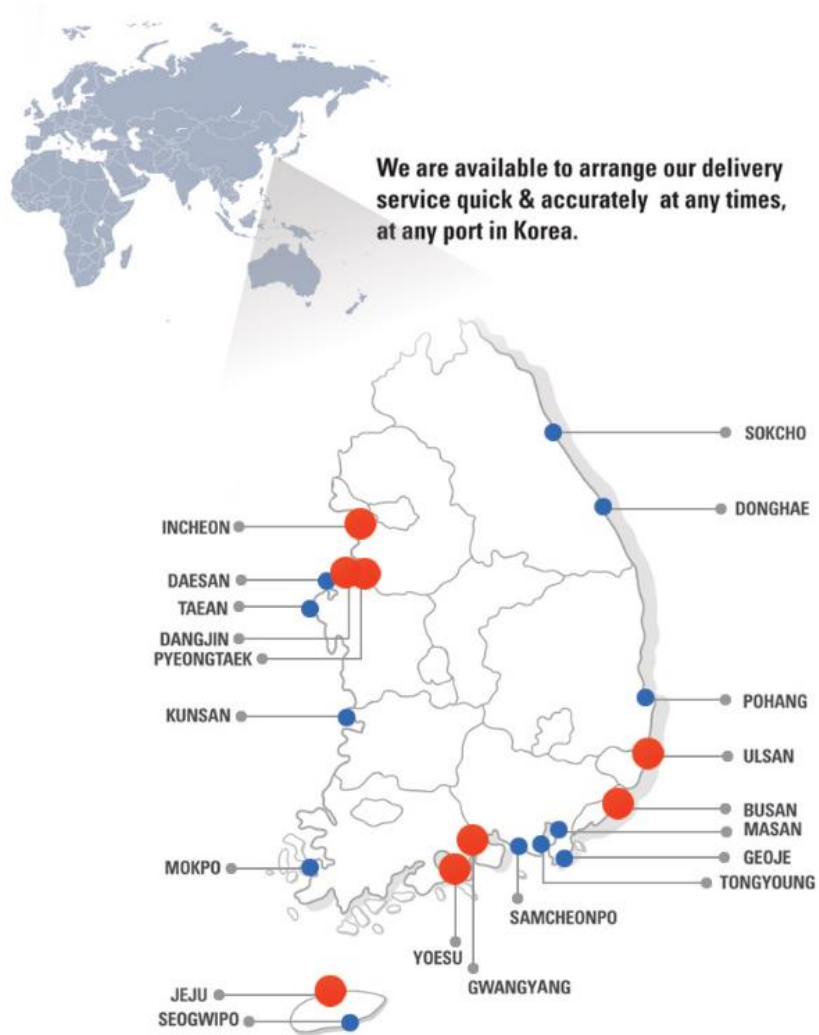 We are available to arrange our delivery
service quick & accurately at any times,
at any port in Korea.
SOKCHO
DONGHAE
INCHEON
DAESAN
TAEAN
DANGJIN
PYEONGTAEK
KUNSAN
POHANG
ULSAN
BUSAN
MASAN
GEOJE
TONGYOUNG
MOKPO
SAMCHEONPO
YOESU
GWANGYANG
JEJU
SEOGWIPO